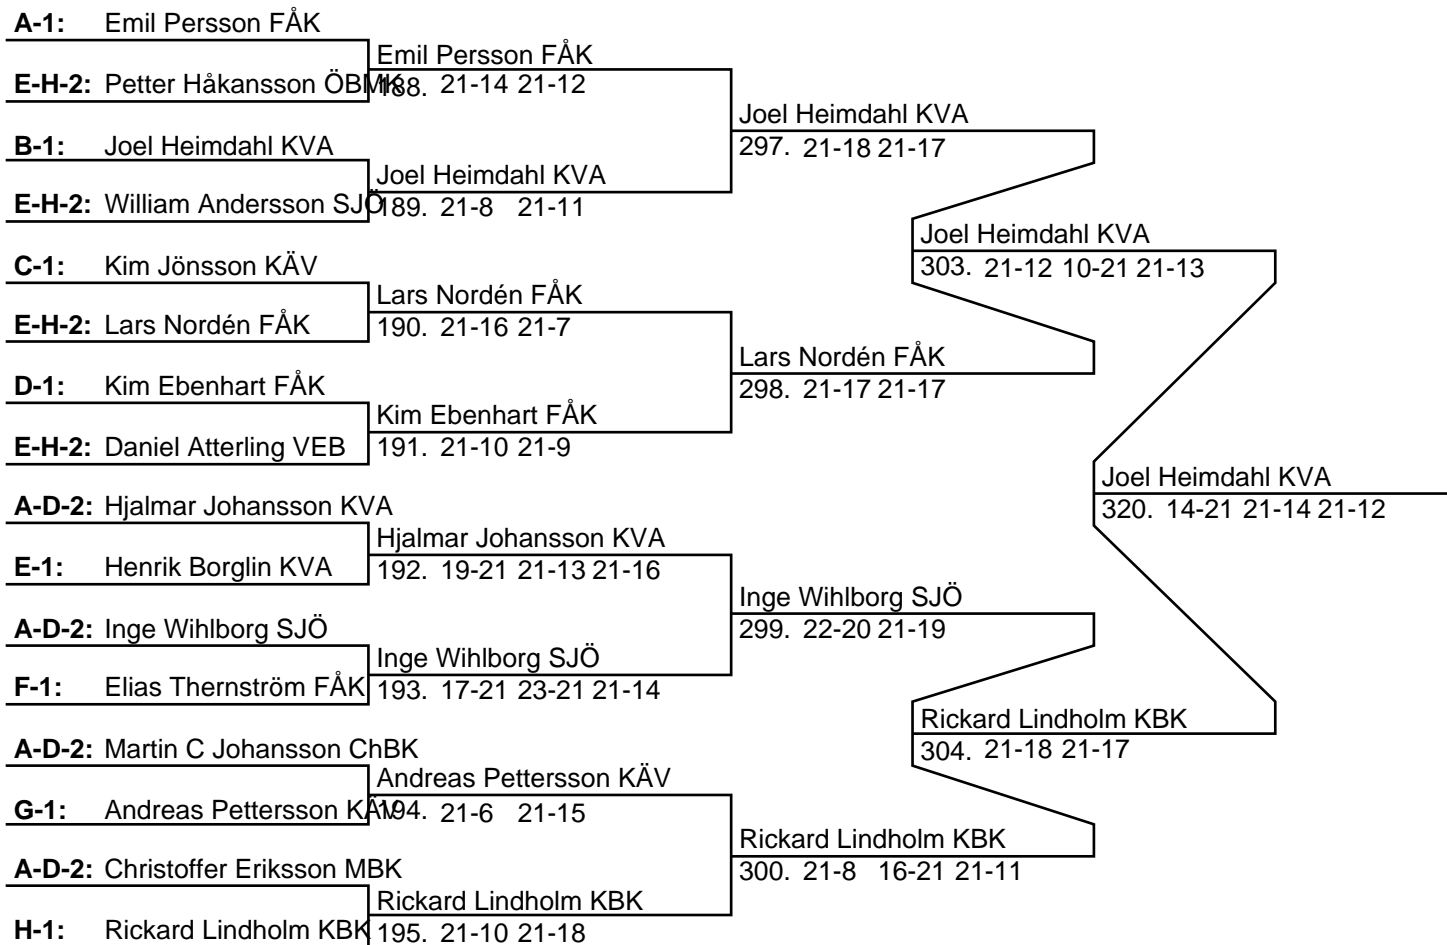 A-1: Emil Persson FÅK
Emil Persson FÅK
E-H-2: Petter Håkansson ÖBMK
188. 21-14 21-12
Joel Heimdahl KVA
297. 21-18 21-17
B-1: Joel Heimdahl KVA
Joel Heimdahl KVA
E-H-2: William Andersson SJÖ
189. 21-8 21-11
Joel Heimdahl KVA
303. 21-12 10-21 21-13
C-1: Kim Jönsson KÄV
Lars Nordén FÅK
E-H-2: Lars Nordén FÅK
190. 21-16 21-7
Lars Nordén FÅK
298. 21-17 21-17
D-1: Kim Ebenhart FÅK
Kim Ebenhart FÅK
E-H-2: Daniel Atterling VEB
191. 21-10 21-9
Joel Heimdahl KVA
320. 14-21 21-14 21-12
A-D-2: Hjalmar Johansson KVA
Hjalmar Johansson KVA
E-1: Henrik Borglin KVA
192. 19-21 21-13 21-16
Inge Wihlborg SJÖ
299. 22-20 21-19
A-D-2: Inge Wihlborg SJÖ
Inge Wihlborg SJÖ
F-1: Elias Thernström FÅK
193. 17-21 23-21 21-14
Rickard Lindholm KBK
304. 21-18 21-17
A-D-2: Martin C Johansson ChBK
Andreas Pettersson KÄV
G-1: Andreas Pettersson KÄV
194. 21-6 21-15
Rickard Lindholm KBK
300. 21-8 16-21 21-11
A-D-2: Christoffer Eriksson MBK
Rickard Lindholm KBK
H-1: Rickard Lindholm KBK
195. 21-10 21-18